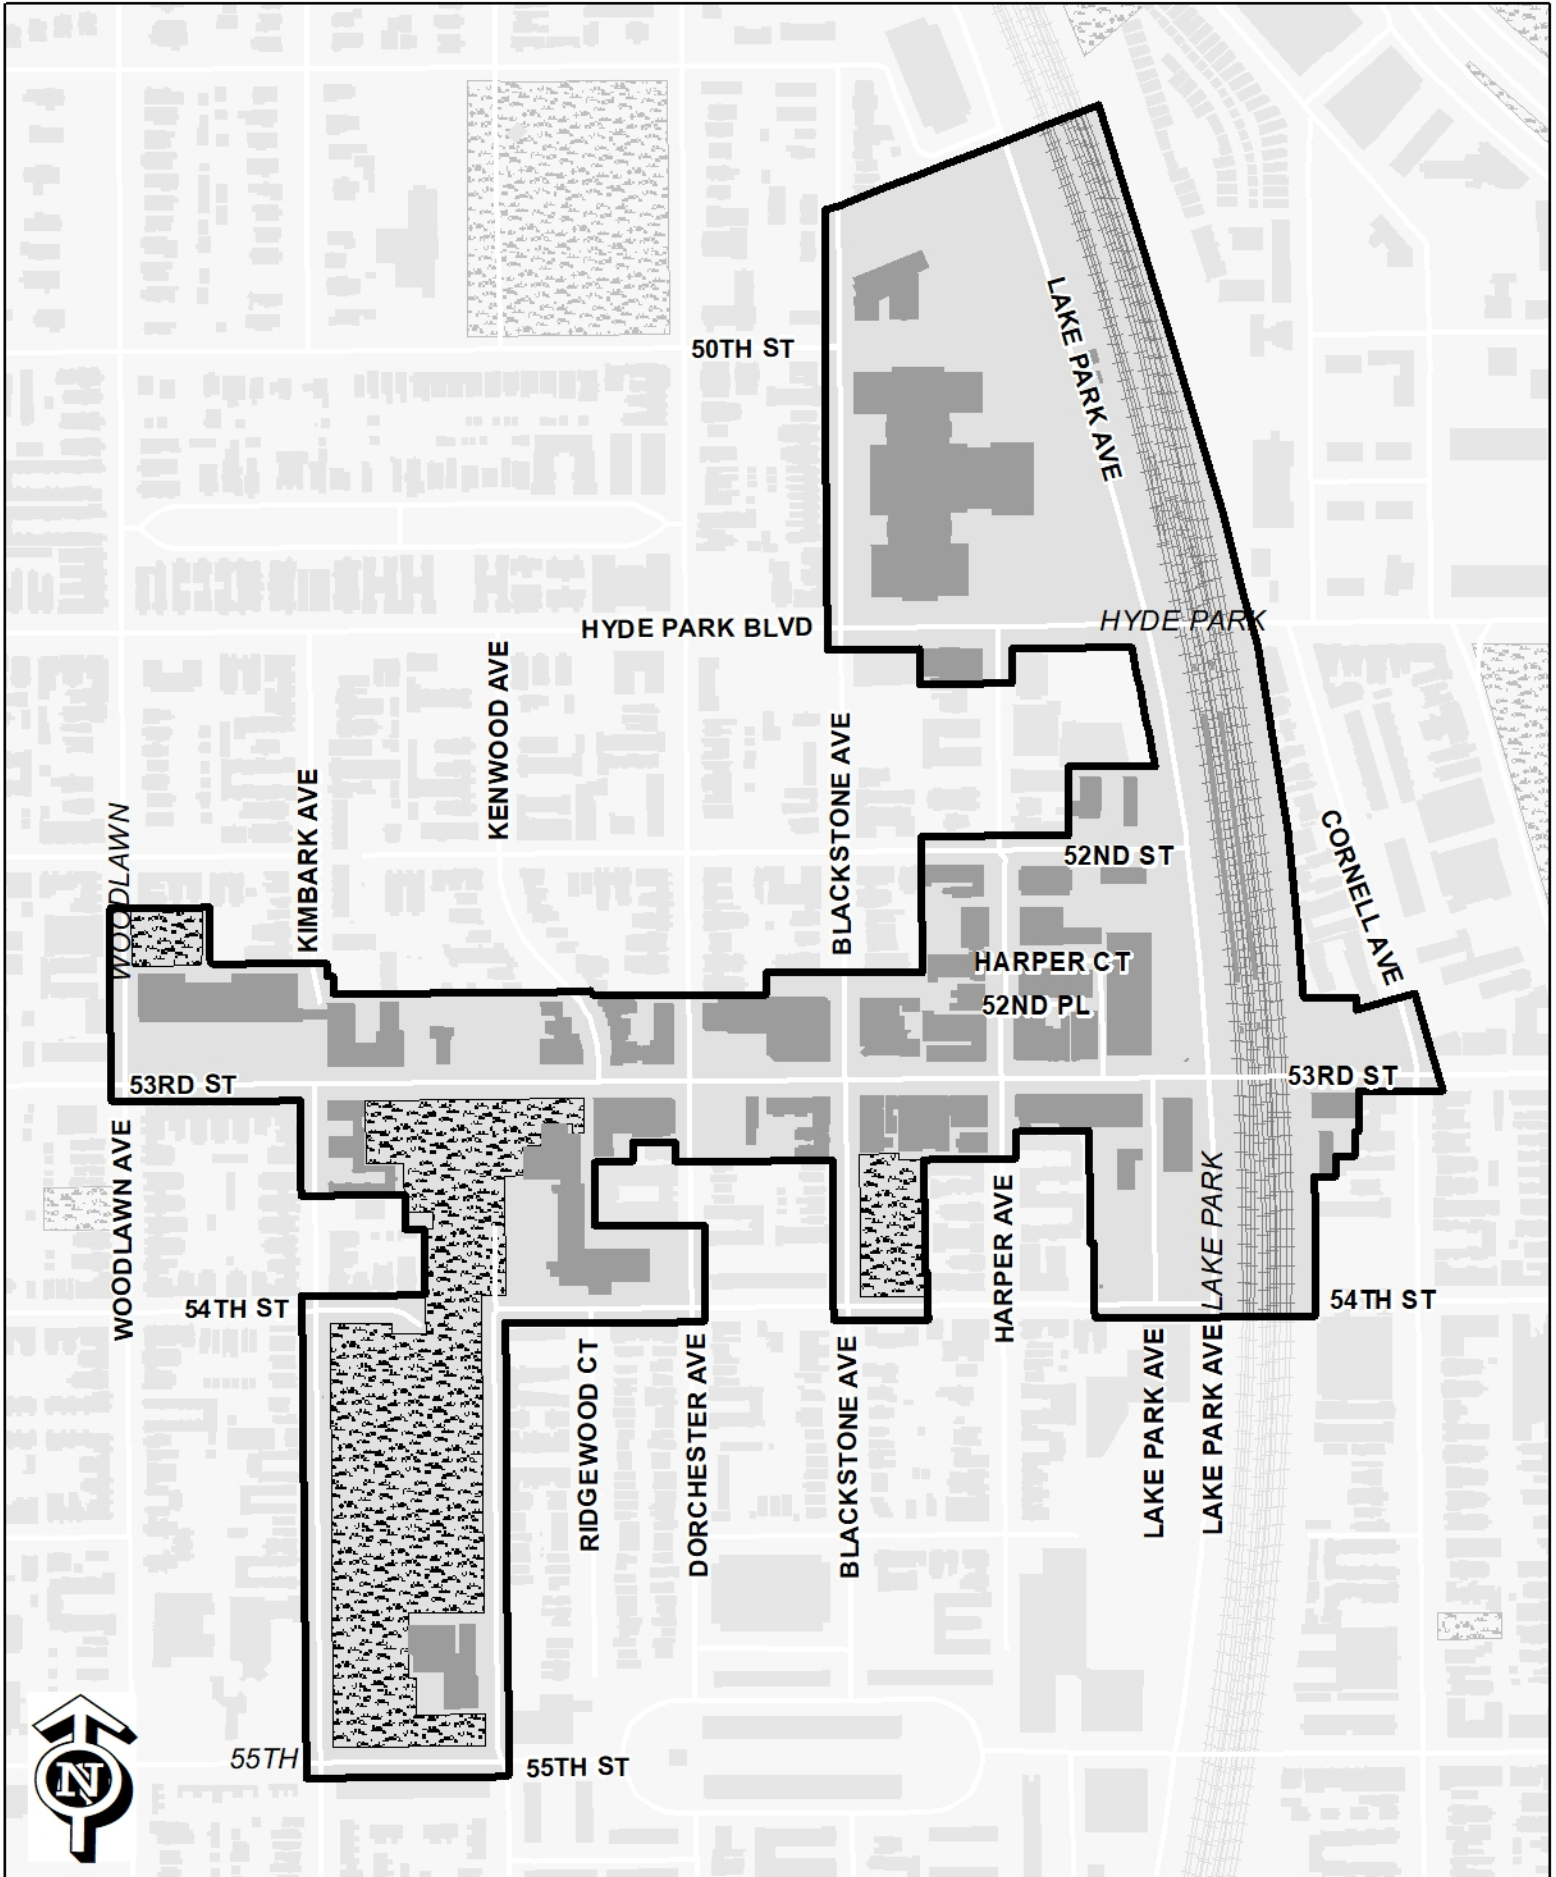 50TH ST
LAKE PARK AVE
HYDE PARK BLVD
HYDE PARK
KENWOOD AVE
BLACKSTONE AVE
KIMBARK AVE
WOODLAWN
CORNELL AVE
52ND ST
HARPER CT
52ND PL
53RD ST
53RD ST
WOODLAWN AVE
LAKE PARK
HARPER AVE
54TH ST
54TH ST
RIDGEWOOD CT
DORCHESTER AVE
BLACKSTONE AVE
LAKE PARK AVE
LAKE PARK AVE
55TH
55TH ST
N